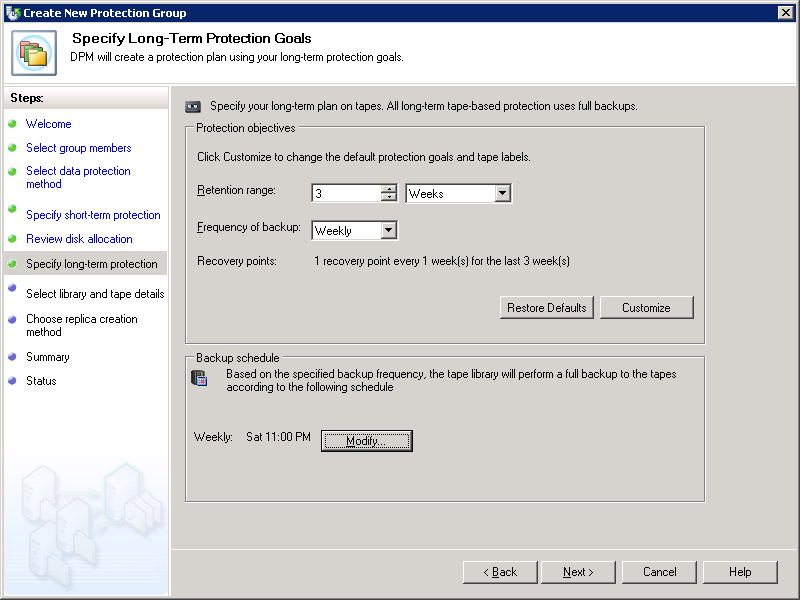 Create New Protection Group
Specify Long-Term Protection Goals
DPM will create a protection plan using your long-term protection goals.
Steps:
Welcome
Select group members
Select data protection
method
Specify short-term protection
Review disk allocation
Specify long-term protection
Select library and tape details
Choose replica creation
method
Summary
Status
Specify your long-term plan on tapes. All long-term tape-based protection uses full backups.
Protection objectives
Click Customize to change the default protection goals and tape labels.
Retention range: 3 Weeks
Frequency of backup: Weekly
Recovery points: 1 recovery point every 1 week(s) for the last 3 week(s)
Restore Defaults Customize
Backup schedule
Based on the specified backup frequency, the tape library will perform a full backup to the tapes
according to the following schedule
Weekly: Sat 11:00 PM Modify...
< Back Next > Cancel Help